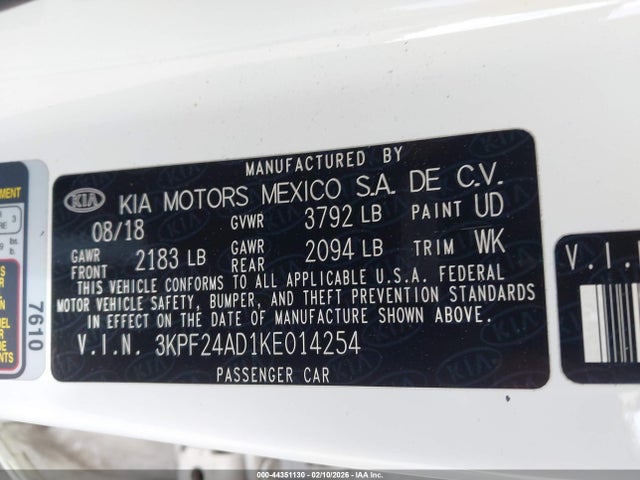 MANUFACTURED BY
KIA KIA MOTORS MEXICO S.A. DE C.V.
08/18 GVWR 3792 LB PAINT UD
GAWR FRONT 2183 LB GAWR REAR 2094 LB TRIM WK
THIS VEHICLE CONFORMS TO ALL APPLICABLE U.S.A. FEDERAL
MOTOR VEHICLE SAFETY, BUMPER, AND THEFT PREVENTION STANDARDS
IN EFFECT ON THE DATE OF MANUFACTURE SHOWN ABOVE.
V.I.N. 3KPF24AD1KE014254
PASSENGER CAR
7610
V.I.
000-44351130 - 02/10/2026 - COPYRIGHT IAA, LLC.